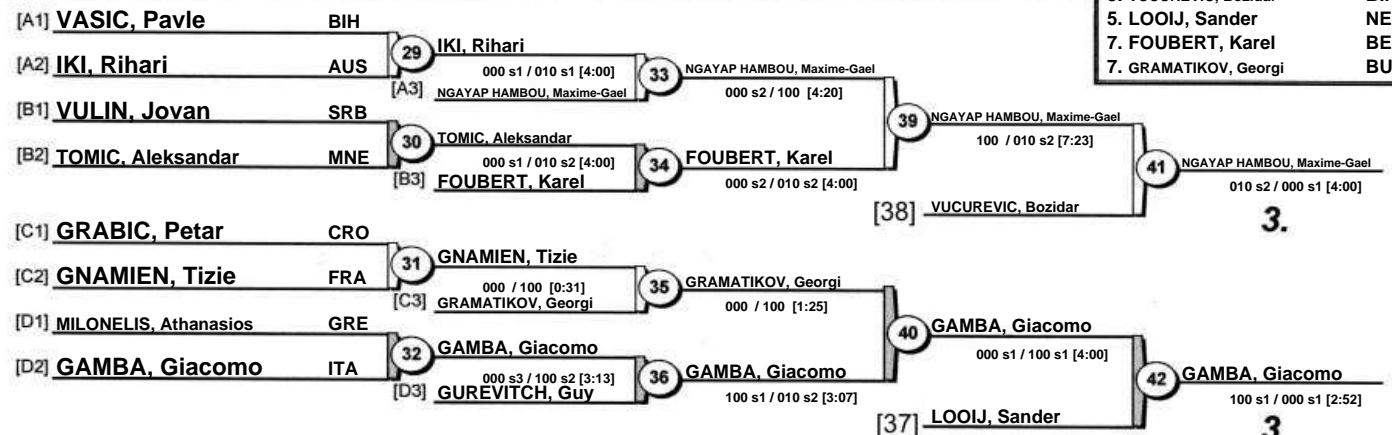 [A1] VASIC, Pavle BIH
[A2] IKI, Rihari AUS
29 IKI, Rihari
000 s1 / 010 s1 [4:00]
[A3] NGAYAP HAMBOU, Maxime-Gael
33 NGAYAP HAMBOU, Maxime-Gael
000 s2 / 100 [4:20]
[B1] VULIN, Jovan SRB
[B2] TOMIC, Aleksandar MNE
30 TOMIC, Aleksandar
000 s1 / 010 s2 [4:00]
[B3] FOUBERT, Karel
34 FOUBERT, Karel
000 s2 / 010 s2 [4:00]
39 NGAYAP HAMBOU, Maxime-Gael
100 / 010 s2 [7:23]
[38] VUCUREVIC, Bozidar
41 NGAYAP HAMBOU, Maxime-Gael
010 s2 / 000 s1 [4:00]
3.
[C1] GRABIC, Petar CRO
[C2] GNAMIEN, Tizie FRA
31 GNAMIEN, Tizie
000 / 100 [0:31]
[C3] GRAMATIKOV, Georgi
35 GRAMATIKOV, Georgi
000 / 100 [1:25]
[D1] MILONELIS, Athanasios GRE
[D2] GAMBA, Giacomo ITA
32 GAMBA, Giacomo
000 s3 / 100 s2 [3:13]
[D3] GUREVITCH, Guy
36 GAMBA, Giacomo
100 s1 / 010 s2 [3:07]
40 GAMBA, Giacomo
000 s1 / 100 s1 [4:00]
[37] LOOIJ, Sander
42 GAMBA, Giacomo
100 s1 / 000 s1 [2:52]
3
5. LOOIJ, Sander NE
7. FOUBERT, Karel BE
7. GRAMATIKOV, Georgi BU